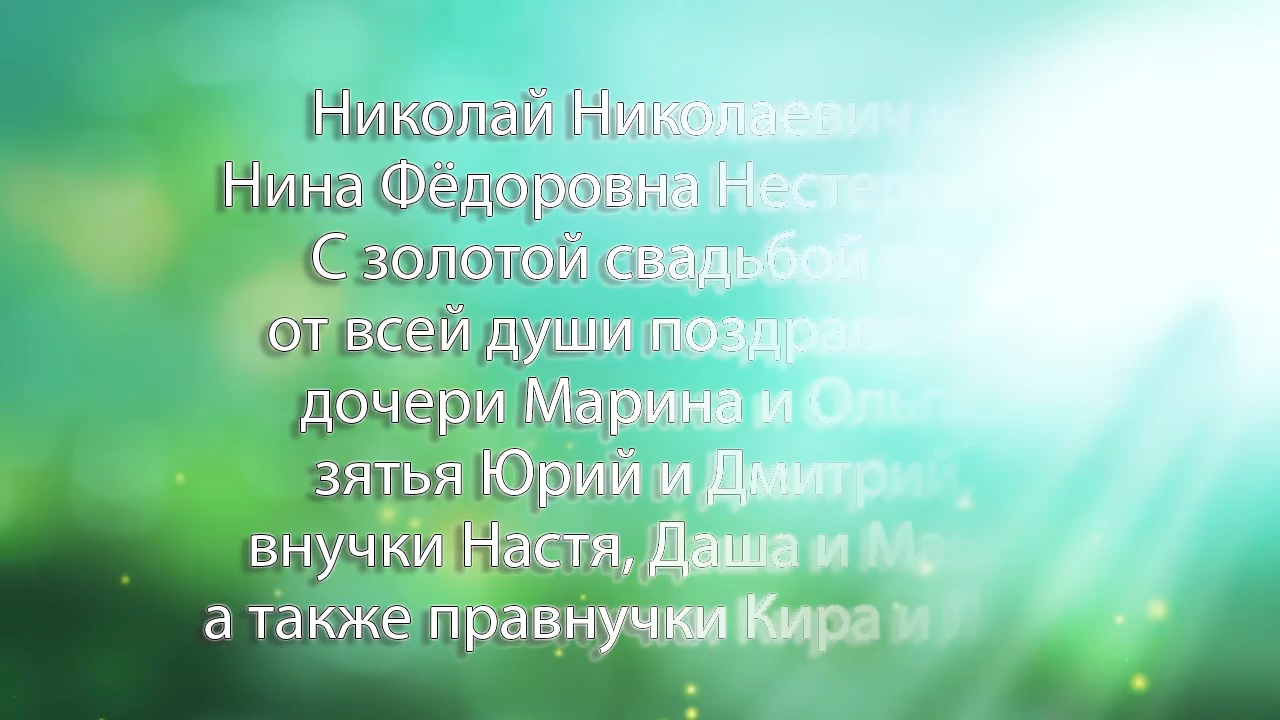 Николай Николаевич
Нина Фёдоровна
С золотой свадьбой
от всей души
дочери Марина и
зятья Юрий и Дмитрий,
внучки Настя, Даша и
а также правнучки Кира и